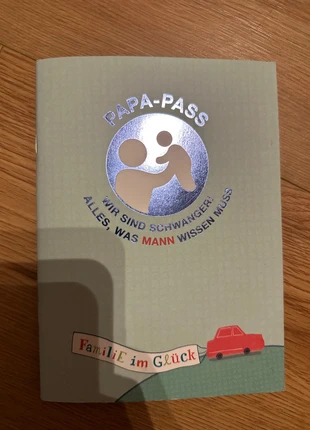 PAPA-PASS
WIR SIND SCHWANGER!
ALLES, WAS MANN WISSEN MUSS
FamiliE im Glück